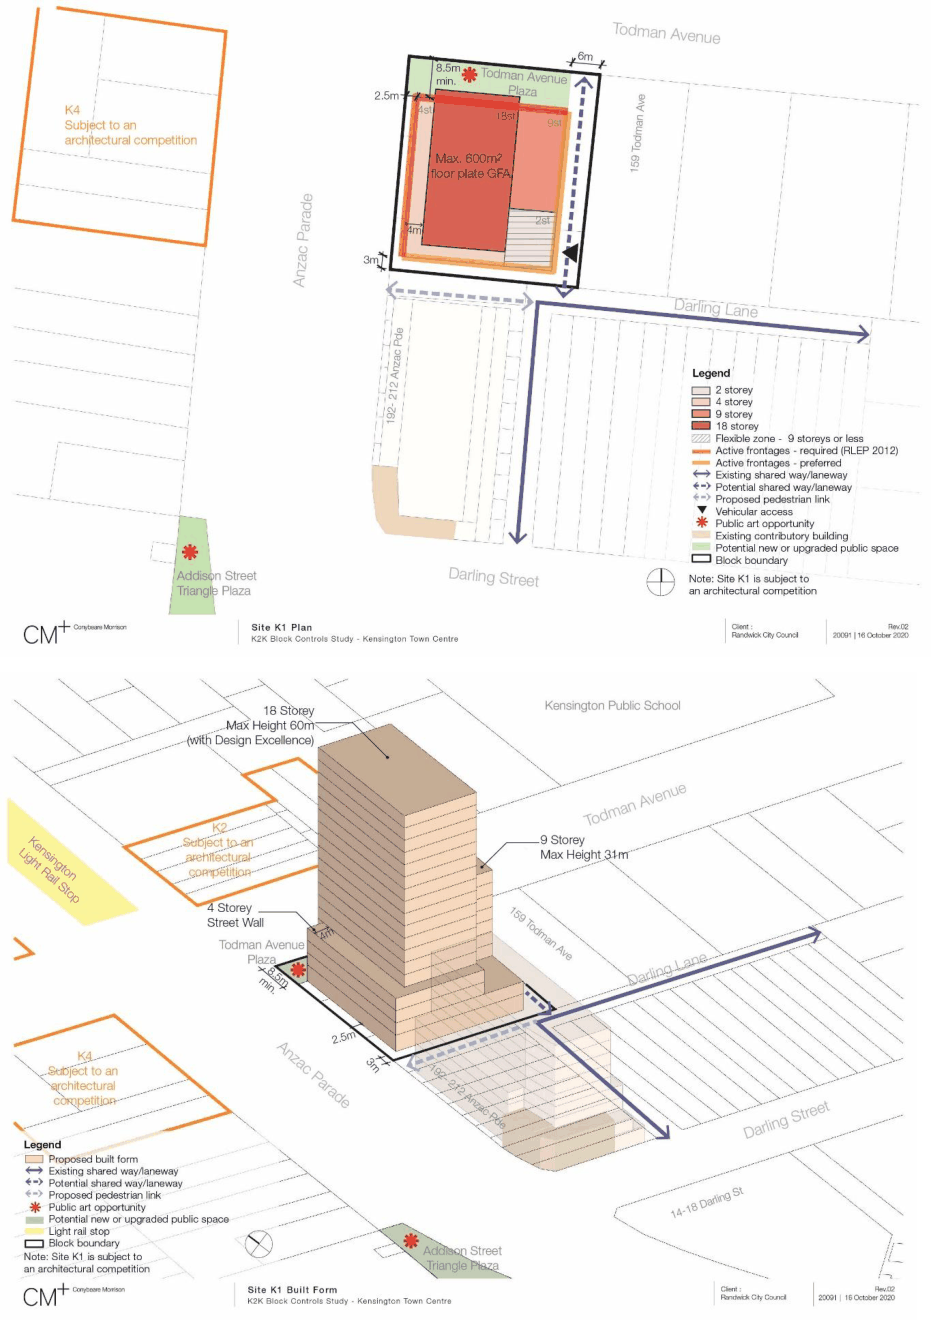 Todman Avenue
6m
8.5m
min.
Todman Avenue
Plaza
2.5m
4st
18st
9st
159 Todman Ave
K4
Subject to an
architectural competition
Max. 600m²
floor plate GFA
Anzac Parade
2st
4m
3m
Darling Lane
192- 212 Anzac Pde
Legend
2 storey
4 storey
9 storey
18 storey
Flexible zone - 9 storeys or less
Active frontages - required (RLEP 2012)
Active frontages - preferred
Existing shared way/laneway
Potential shared way/laneway
Proposed pedestrian link
Vehicular access
Public art opportunity
Existing contributory building
Potential new or upgraded public space
Block boundary
Note: Site K1 is subject to
an architectural competition
Addison Street
Triangle Plaza
Darling Street
CM+ Conybeare Morrison
Site K1 Plan
K2K Block Controls Study - Kensington Town Centre
Client :
Randwick City Council
Rev.02
20091 | 16 October 2020
18 Storey
Max Height 60m
(with Design Excellence)
Kensington Public School
Todman Avenue
K2
Subject to an
architectural
competition
Kensington
Light Rail Stop
9 Storey
Max Height 31m
4 Storey
Street Wall
4m
159 Todman Ave
Todman Avenue
Plaza
8.5m
min.
Darling Lane
2.5m
3m
Anzac Parade
192- 212 Anzac Pde
K4
Subject to an
architectural
competition
Darling Street
14-18 Darling St
Legend
Proposed built form
Existing shared way/laneway
Potential shared way/laneway
Proposed pedestrian link
Public art opportunity
Potential new or upgraded public space
Light rail stop
Block boundary
Note: Site K1 is subject to
an architectural competition
Addison Street
Triangle Plaza
CM+ Conybeare Morrison
Site K1 Built Form
K2K Block Controls Study - Kensington Town Centre
Client :
Randwick City Council
Rev.02
20091 | 16 October 2020